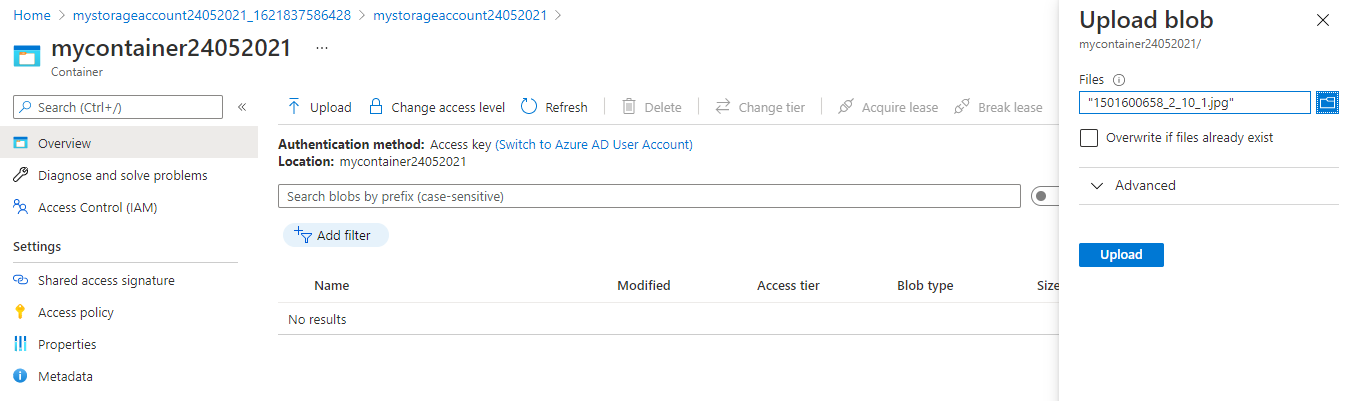 Home > mystorageaccount24052021_1621837586428 > mystorageaccount24052021 >
mycontainer24052021 ...
Container
Search (Ctrl+/) «
Overview
Diagnose and solve problems
Access Control (IAM)
Settings
Shared access signature
Access policy
Properties
Metadata
Upload Change access level Refresh Delete Change tier Acquire lease Break lease
Authentication method: Access key (Switch to Azure AD User Account)
Location: mycontainer24052021
Search blobs by prefix (case-sensitive)
Add filter
Name Modified Access tier Blob type Size
No results
Upload blob
mycontainer24052021/
Files
"1501600658_2_10_1.jpg"
Overwrite if files already exist
Advanced
Upload